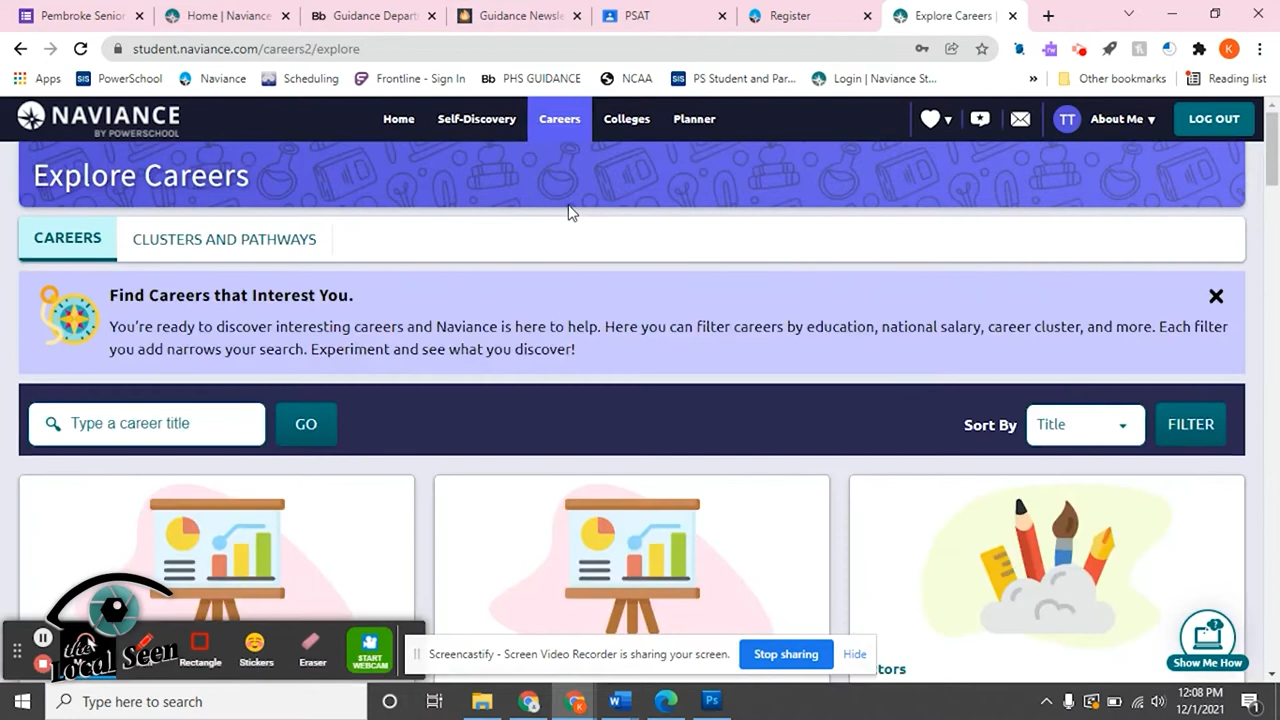 Pembroke Senior
Home | Naviance
Guidance Depart
Guidance Newsle
PSAT
Register
Explore Careers |
student.naviance.com/careers2/explore
Apps
PowerSchool
Naviance
Scheduling
Frontline - Sign In
PHS GUIDANCE
NCAA
PS Student and Par...
Login | Naviance St...
Other bookmarks
Reading list
NAVIANCE
BY POWERSCHOOL
Home
Self-Discovery
Careers
Colleges
Planner
TT
About Me
LOG OUT
Explore Careers
CAREERS
CLUSTERS AND PATHWAYS
Find Careers that Interest You.
You're ready to discover interesting careers and Naviance is here to help. Here you can filter careers by education, national salary, career cluster, and more. Each filter
you add narrows your search. Experiment and see what you discover!
Type a career title
GO
Sort By
Title
FILTER
tors
the
Local Seen
Rectangle
Stickers
Eraser
START
WEBCAM
Screencastify - Screen Video Recorder is sharing your screen.
Stop sharing
Hide
Show Me How
Type here to search
12:08 PM
12/1/2021